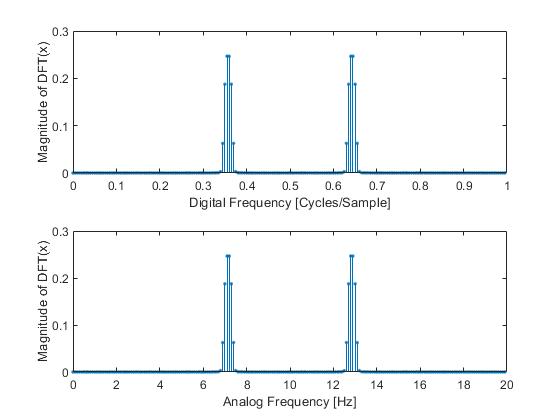 0.3
0.2
0.1
0
Magnitude of DFT(x)
0 0.1 0.2 0.3 0.4 0.5 0.6 0.7 0.8 0.9 1
Digital Frequency [Cycles/Sample]
0.3
0.2
0.1
0
Magnitude of DFT(x)
0 2 4 6 8 10 12 14 16 18 20
Analog Frequency [Hz]